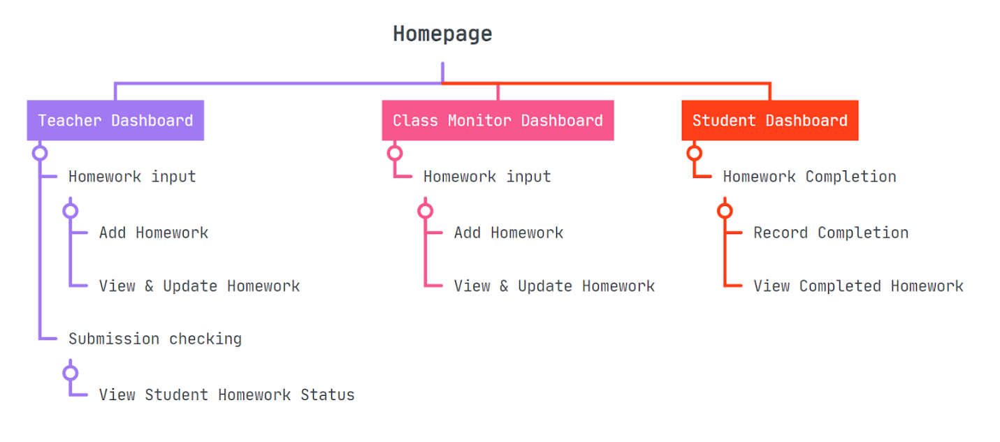 Homepage
Teacher Dashboard
Homework input
Add Homework
View & Update Homework
Submission checking
View Student Homework Status
Class Monitor Dashboard
Homework input
Add Homework
View & Update Homework
Student Dashboard
Homework Completion
Record Completion
View Completed Homework